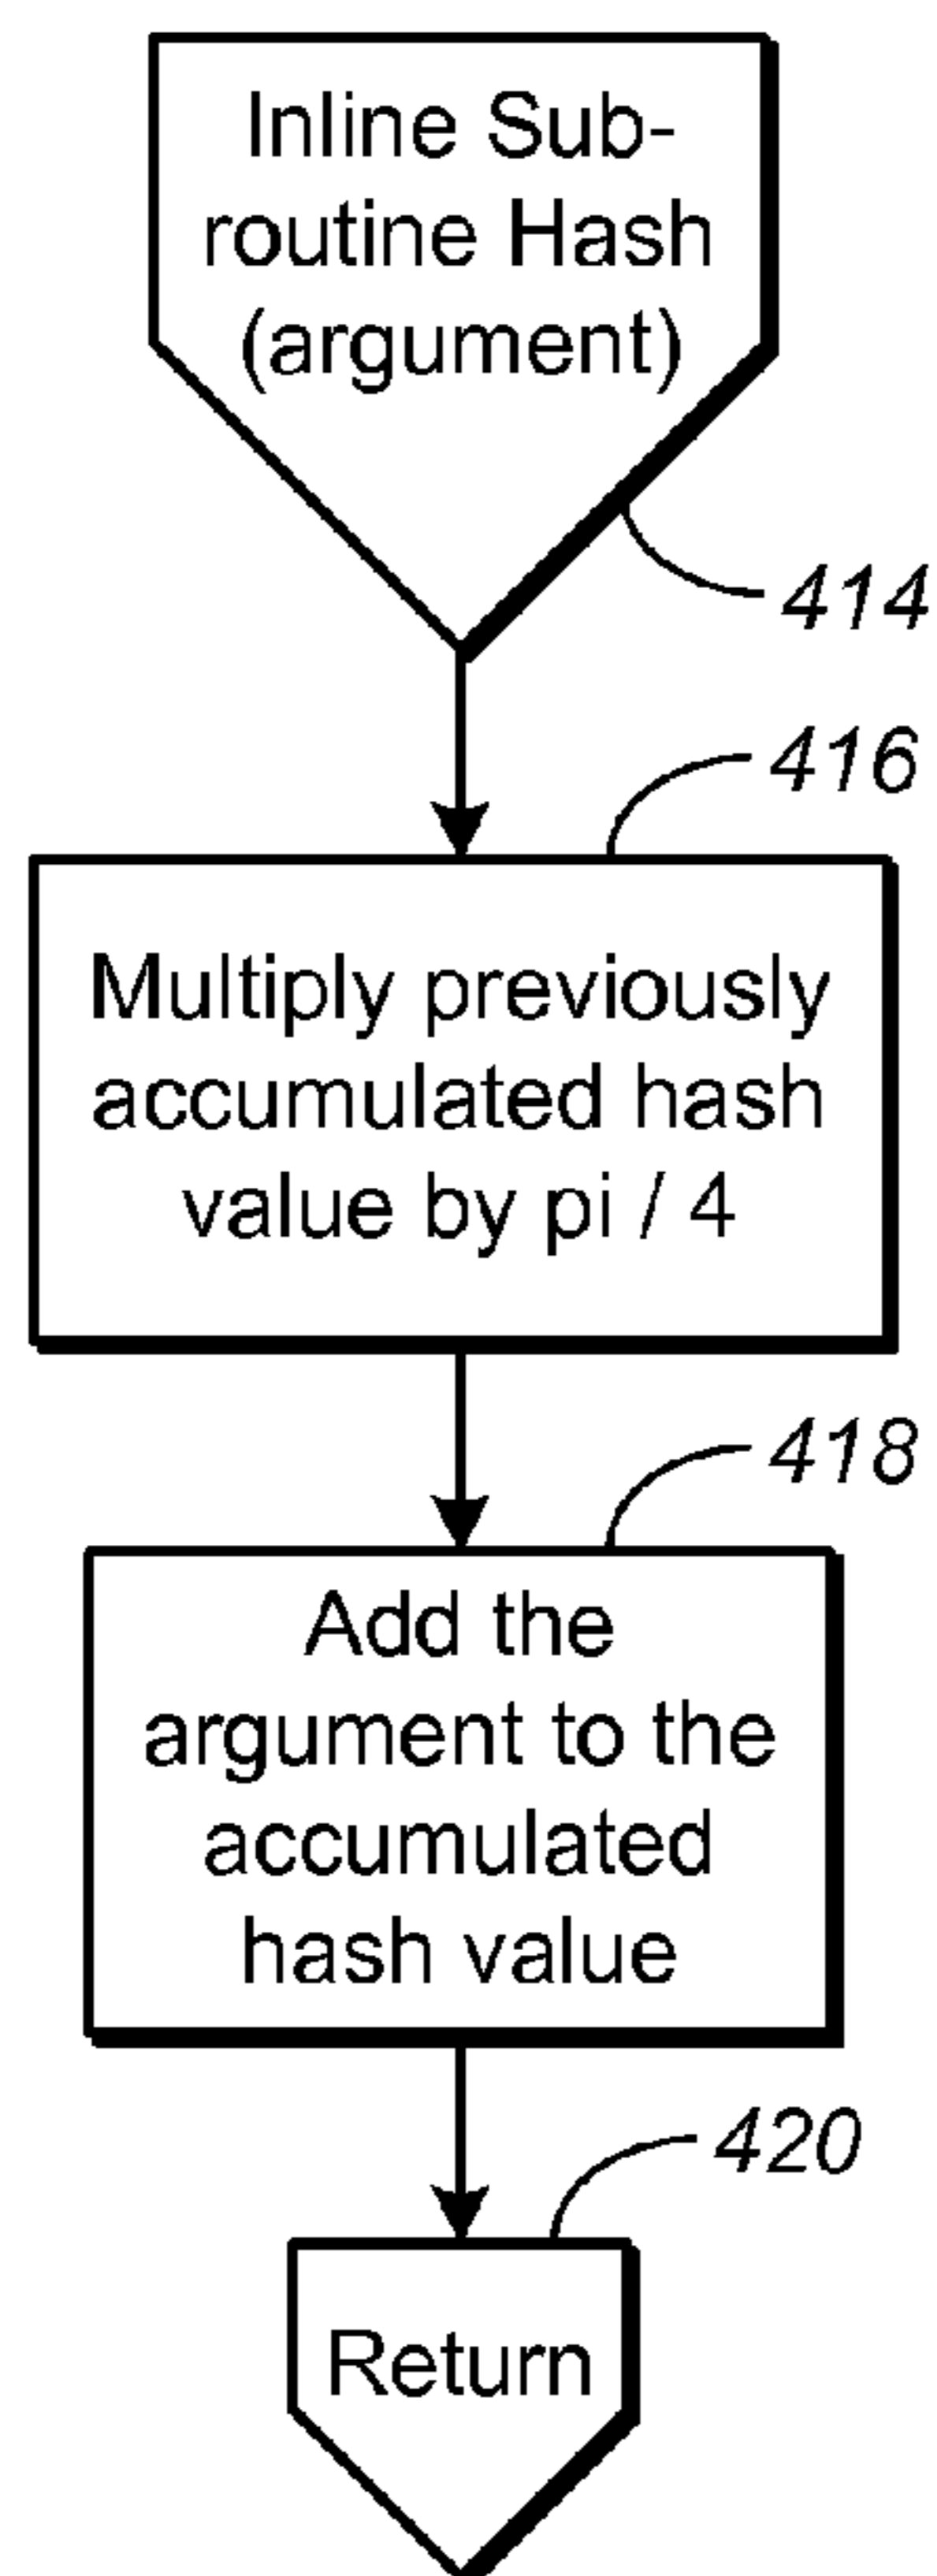 Inline Sub-
routine Hash
(argument)
414
416
Multiply previously
accumulated hash
value by pi / 4
418
Add the
argument to the
accumulated
hash value
420
Return